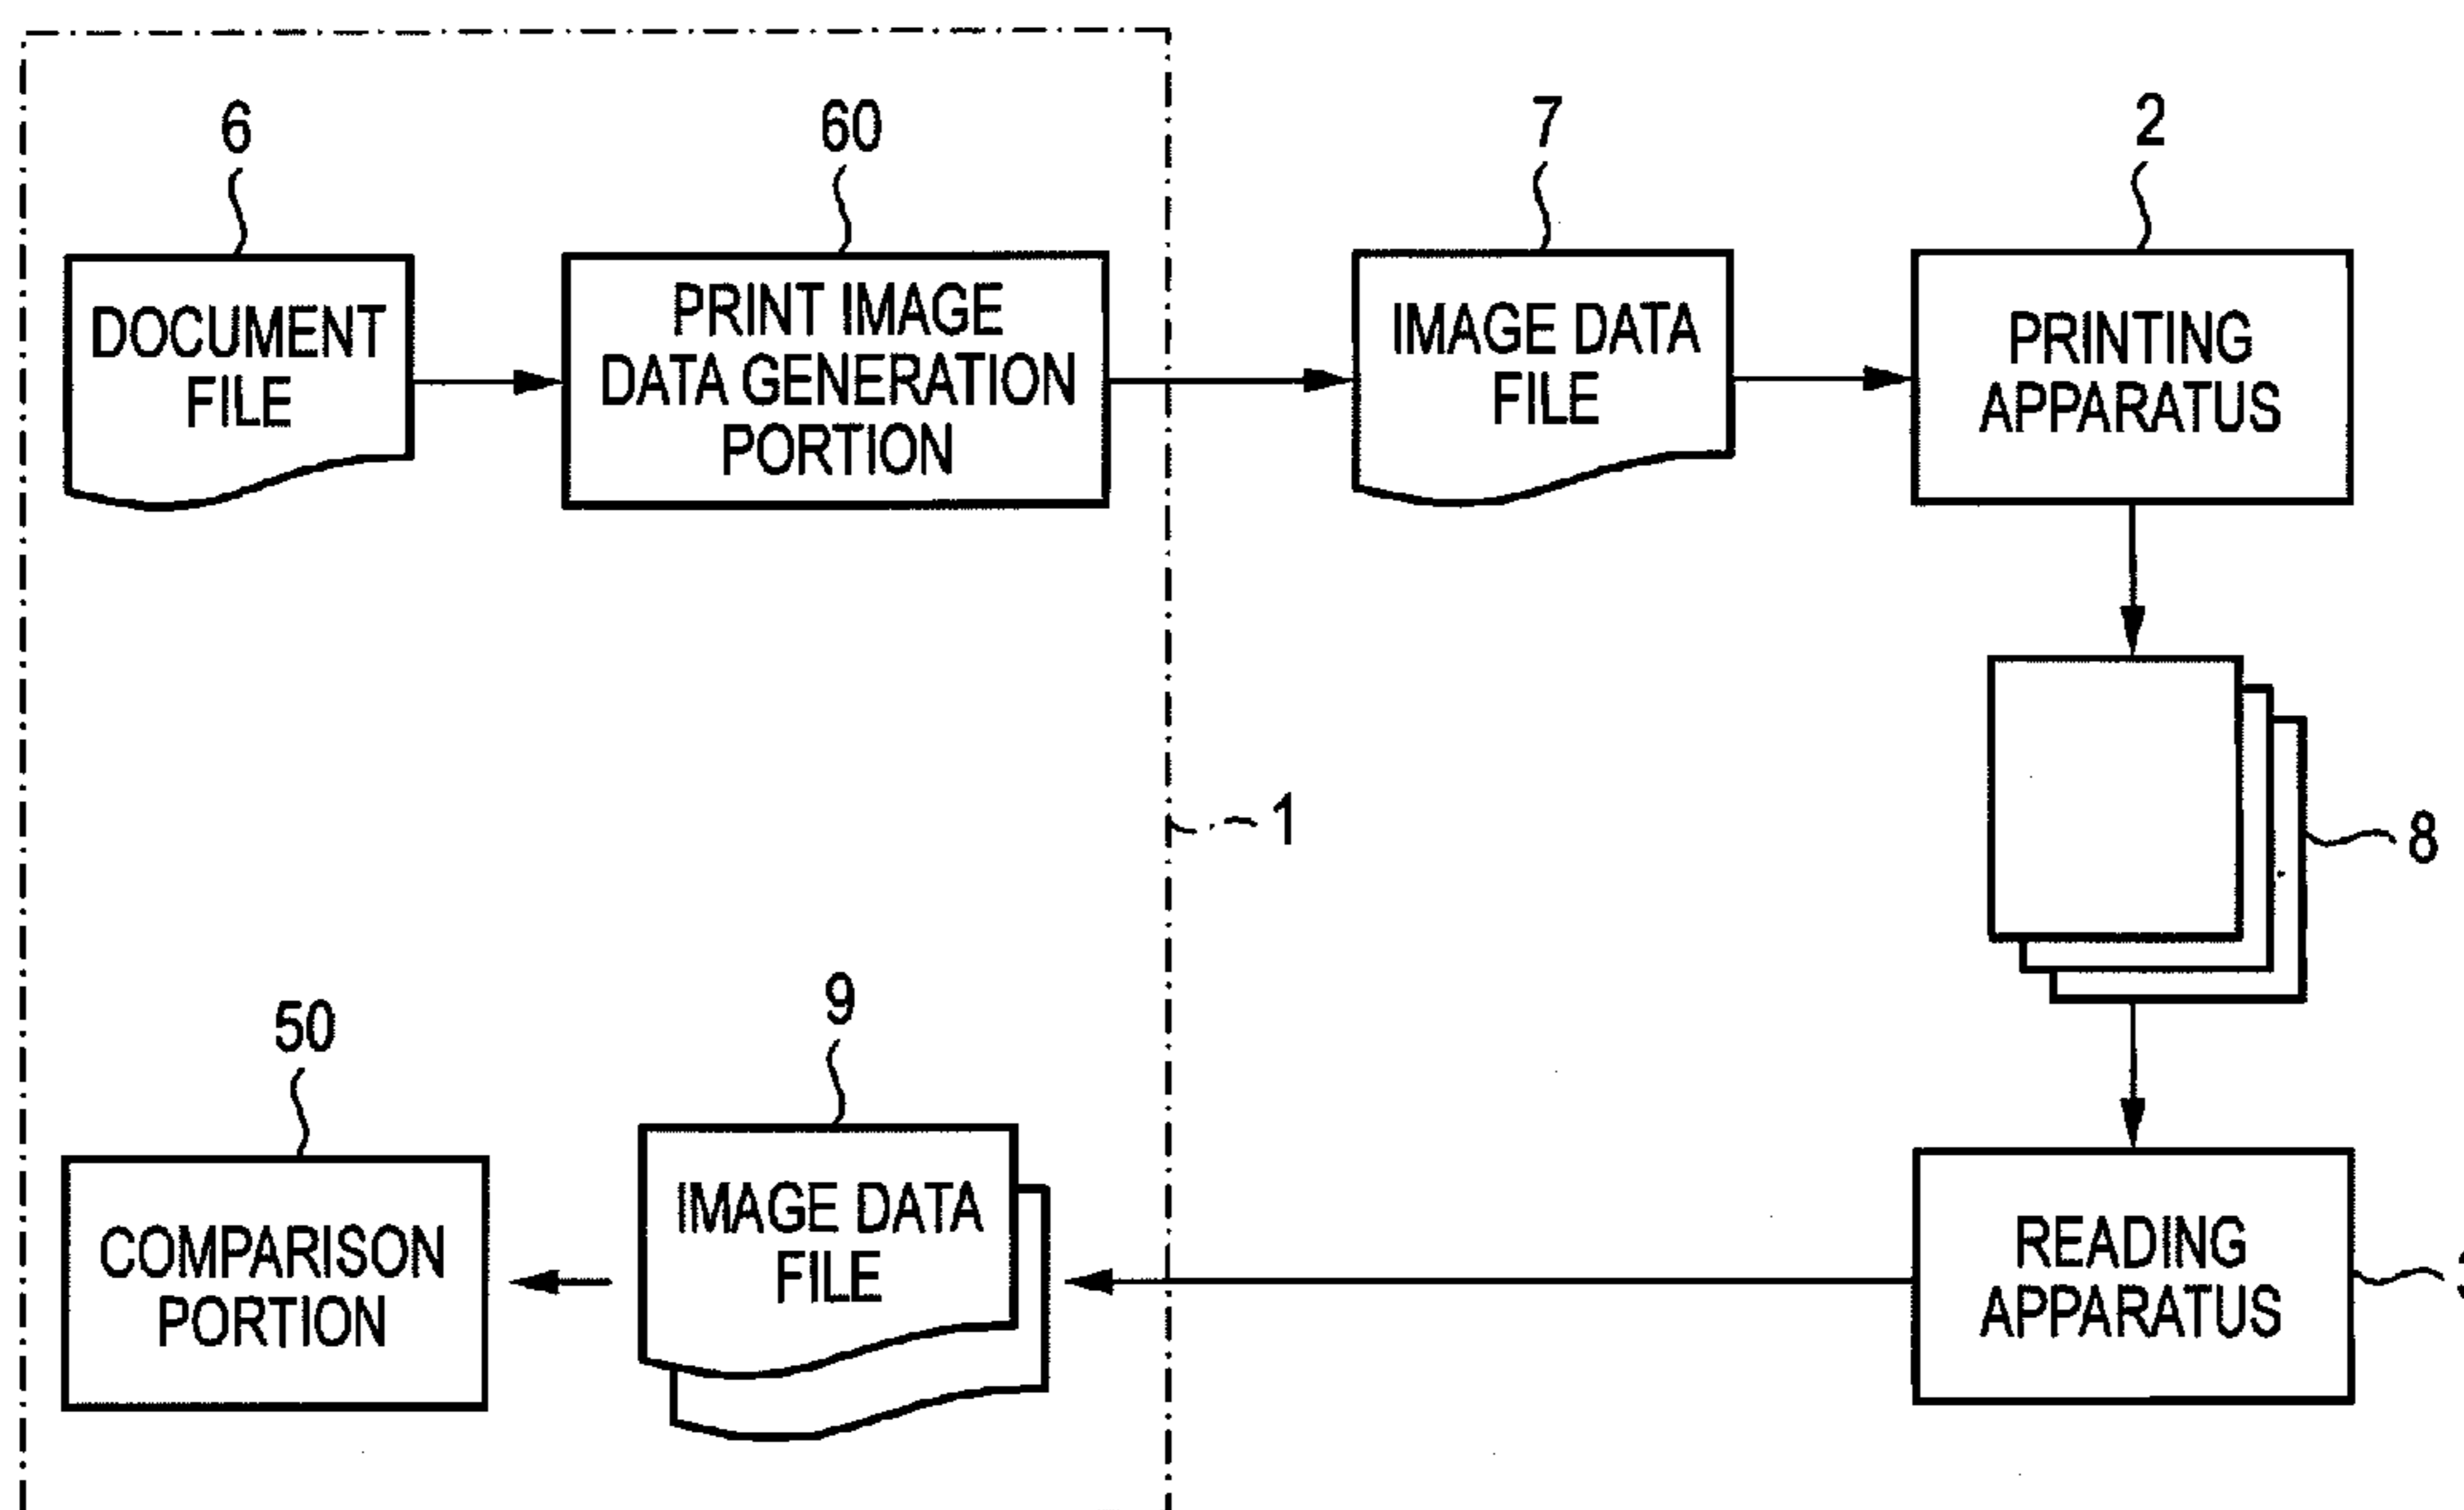 6
60
7
2
DOCUMENT
FILE
PRINT IMAGE
DATA GENERATION
PORTION
IMAGE DATA
FILE
PRINTING
APPARATUS
1
8
50
9
COMPARISON
PORTION
IMAGE DATA
FILE
READING
APPARATUS